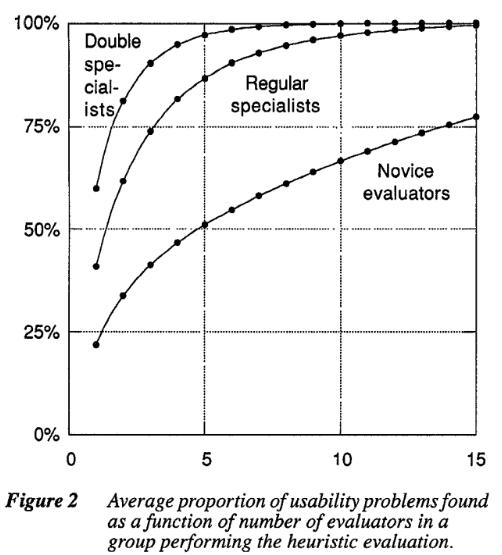 100%
Double
spe-
cial-
ists
Regular
specialists
75%
Novice
evaluators
50%
25%
0%
0 5 10 15
Figure 2 Average proportion of usability problems found
as a function of number of evaluators in a
group performing the heuristic evaluation.